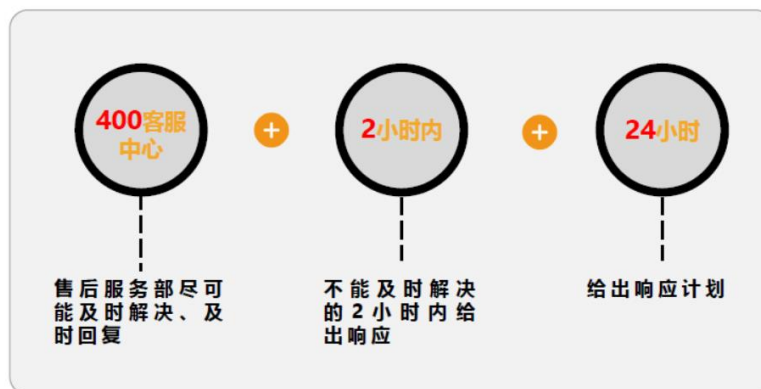 400客服
中心
+
2小时内
+
24小时
售后服务部尽可
能及时解决、及
时回复
不能及时解决
的2小时内给
出响应
给出响应计划